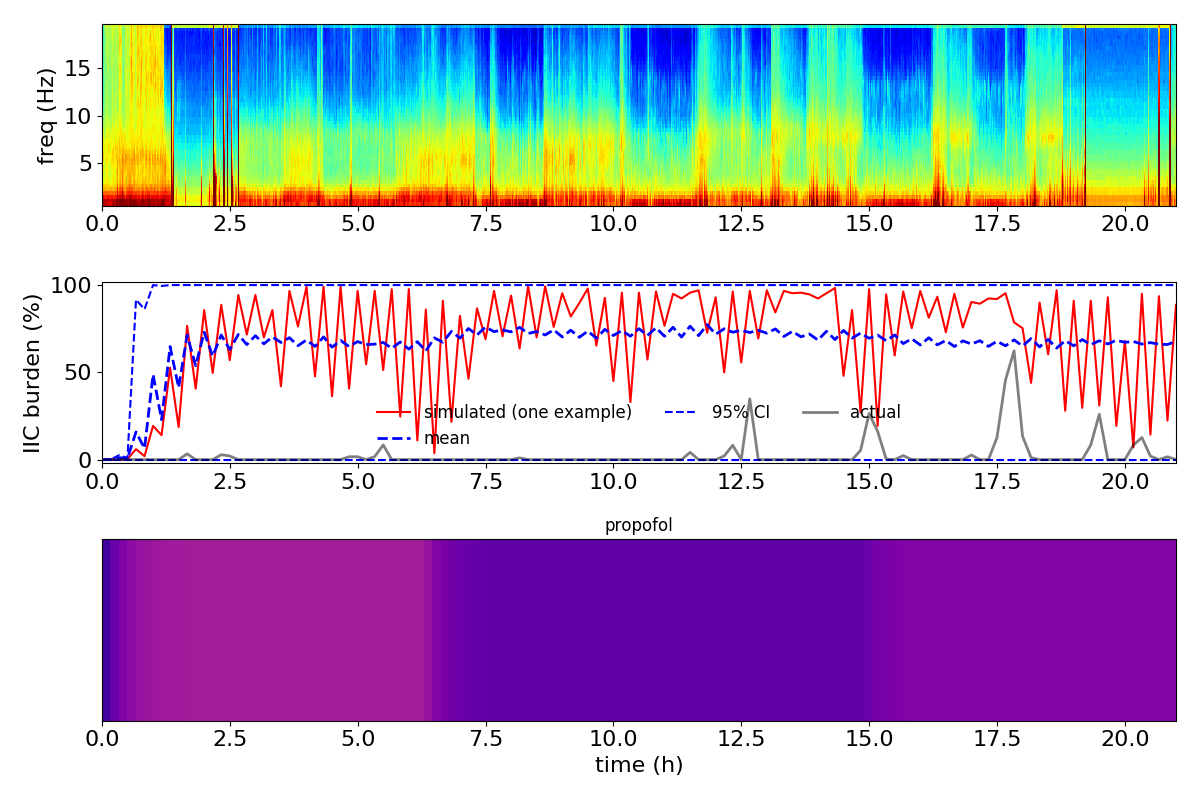 freq (Hz)
15
10
5
0.0 2.5 5.0 7.5 10.0 12.5 15.0 17.5 20.0
IIC burden (%)
100
50
0
simulated (one example) 95% CI actual
mean
0.0 2.5 5.0 7.5 10.0 12.5 15.0 17.5 20.0
propofol
0.0 2.5 5.0 7.5 10.0 12.5 15.0 17.5 20.0
time (h)